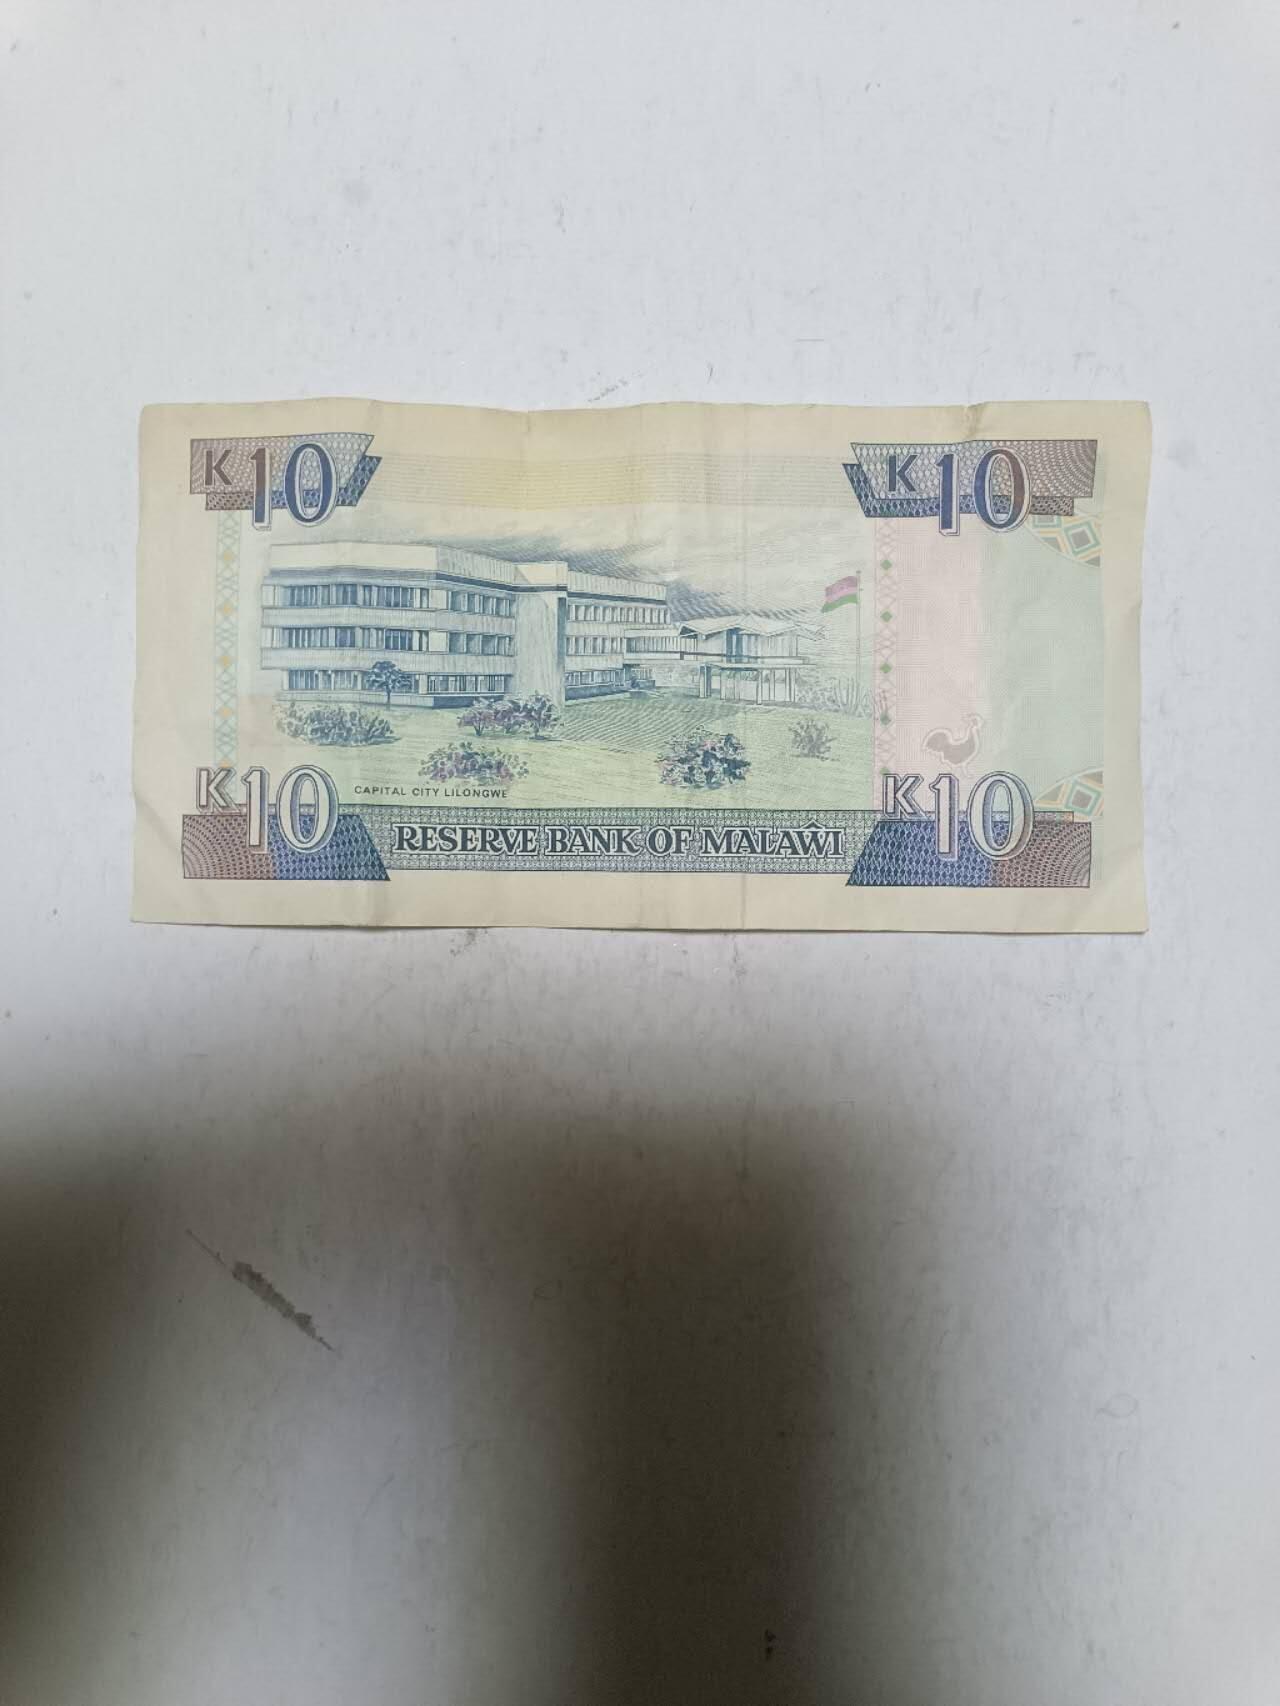 K10 K10
CAPITAL CITY LILONGWE
K10 K10
RESERVE BANK OF MALAŴI